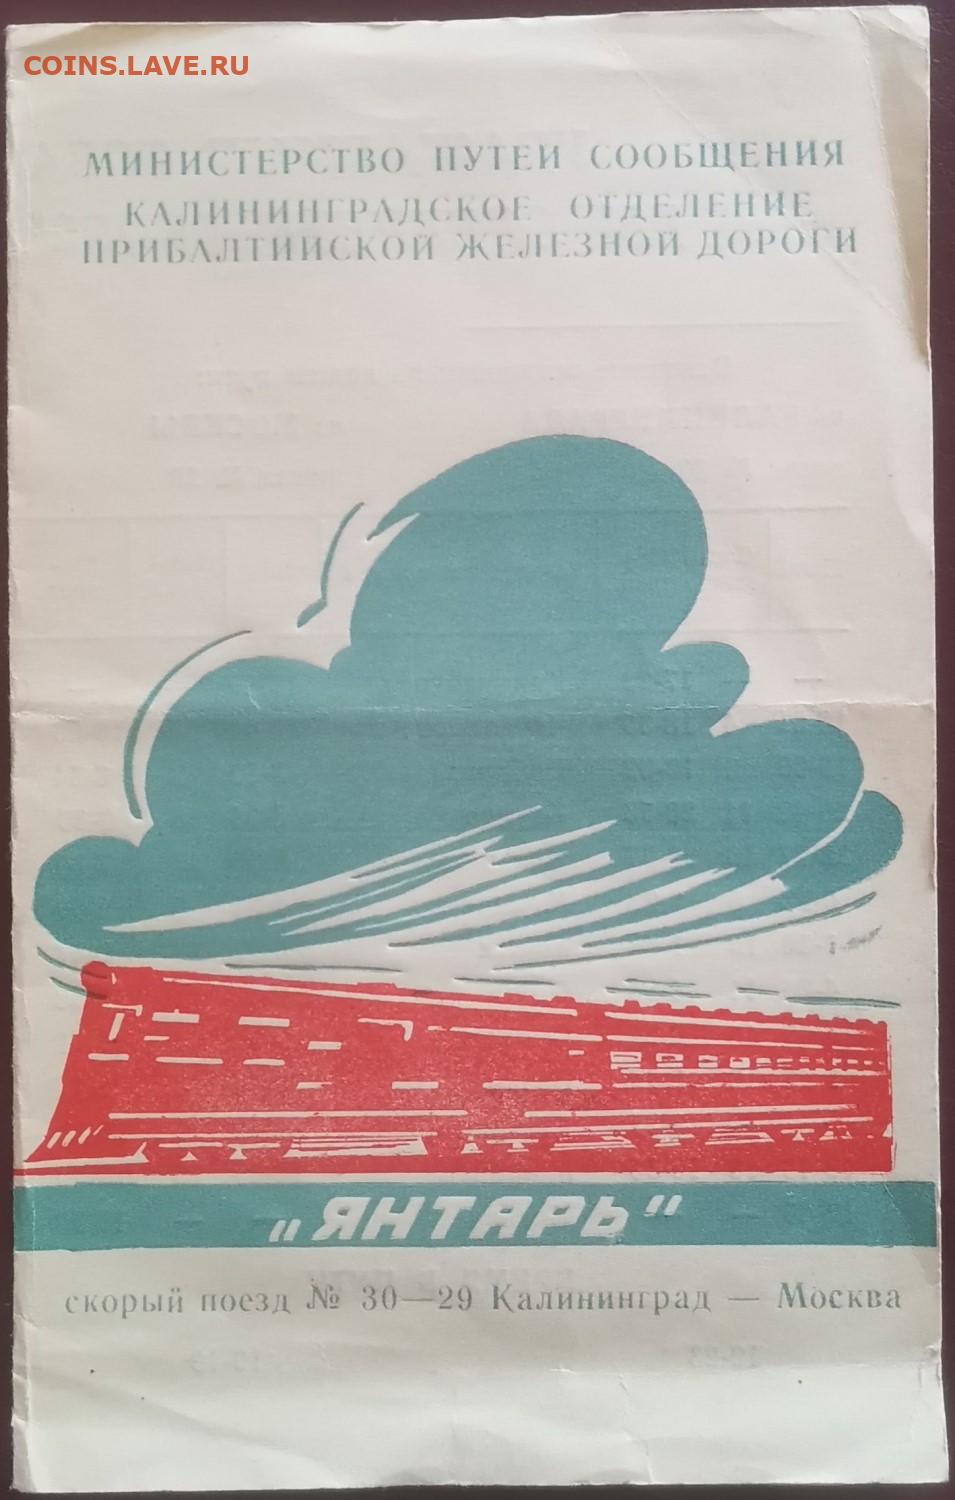 COINS.LAVE.RU
МИНИСТЕРСТВО ПУТЕЙ СООБЩЕНИЯ
КАЛИНИНГРАДСКОЕ ОТДЕЛЕНИЕ
ПРИБАЛТИЙСКОЙ ЖЕЛЕЗНОЙ ДОРОГИ
„ЯНТАРЬ“
скорый поезд № 30—29 Калининград — Москва